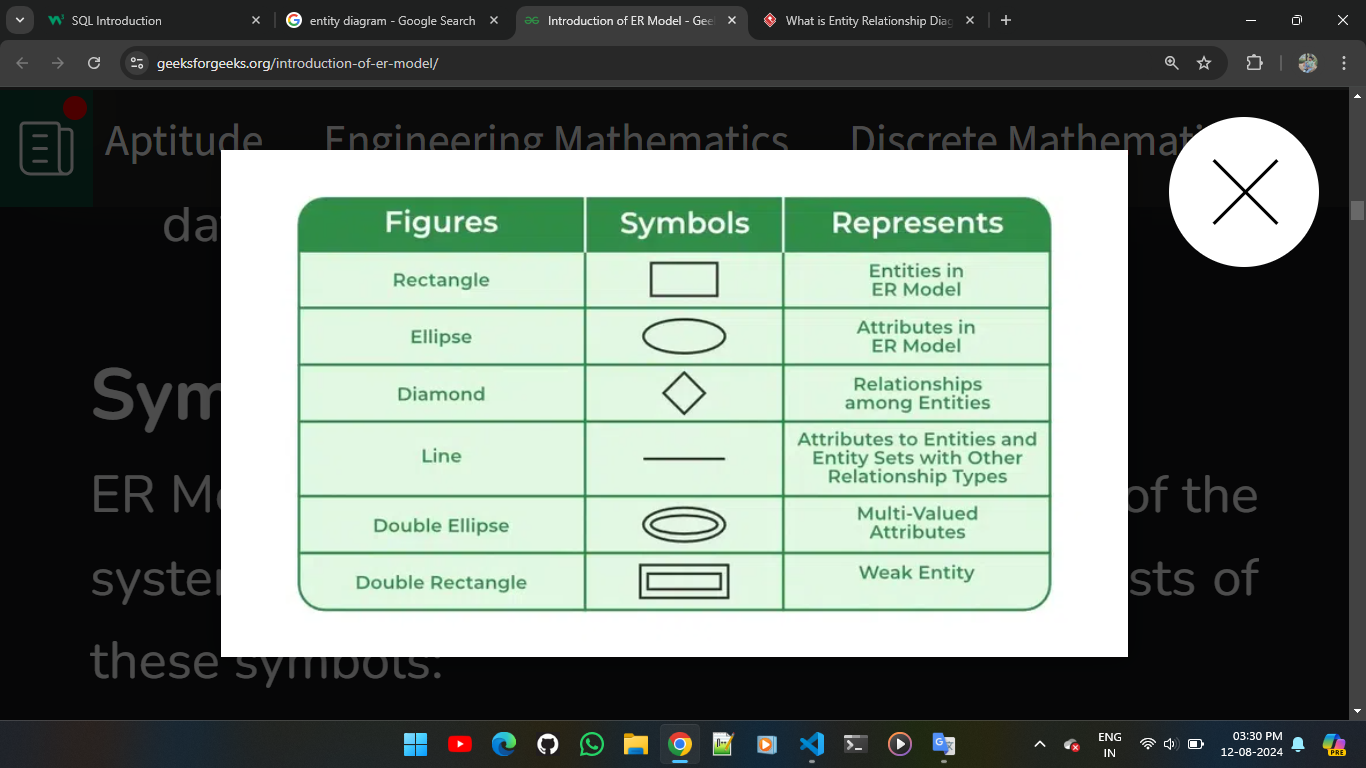 SQL Introduction
entity diagram - Google Search
Introduction of ER Model - Gee
What is Entity Relationship Diag
geeksforgeeks.org/introduction-of-er-model/
Aptitude Engineering Mathematics Discrete Mathemati
da
Figures Symbols Represents
Rectangle
Entities in
ER Model
Ellipse
Attributes in
ER Model
Diamond
Relationships
among Entities
Line
Attributes to Entities and
Entity Sets with Other
Relationship Types
Double Ellipse
Multi-Valued
Attributes
Double Rectangle
Weak Entity
Sym
ER Mo of the
system sts of
these symbols:
ENG
IN
03:30 PM
12-08-2024
PRE